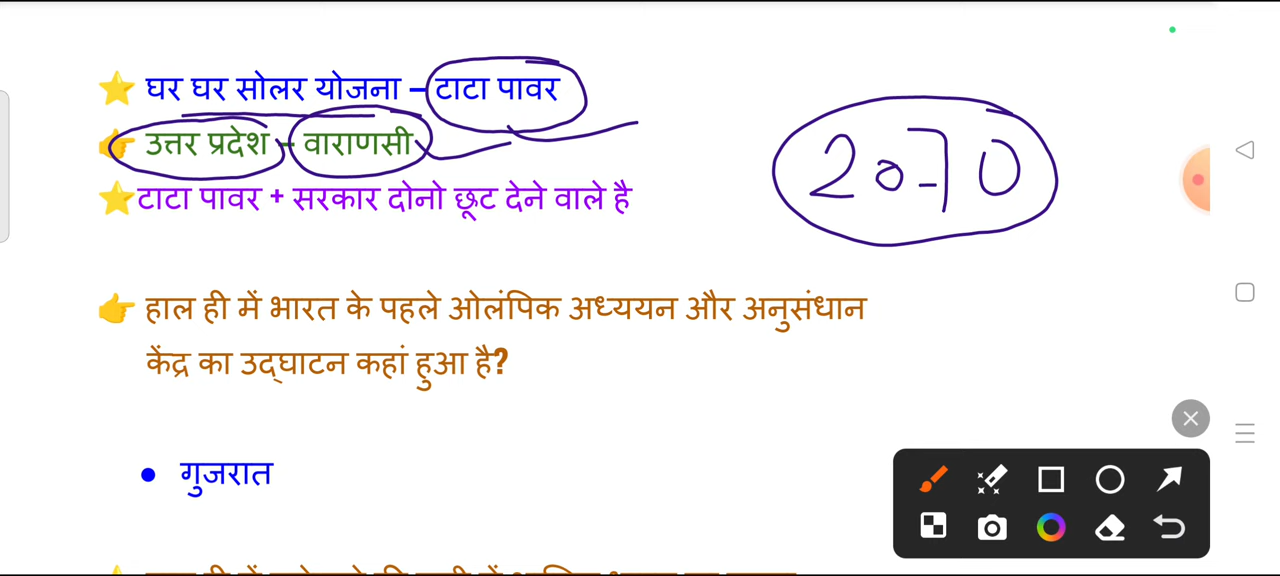 ⭐ घर घर सोलर योजना – टाटा पावर
👉 उत्तर प्रदेश – वाराणसी
⭐टाटा पावर + सरकार दोनो छूट देने वाले है
2070
👉 हाल ही में भारत के पहले ओलंपिक अध्ययन और अनुसंधान
केंद्र का उद्घाटन कहां हुआ है?
• गुजरात